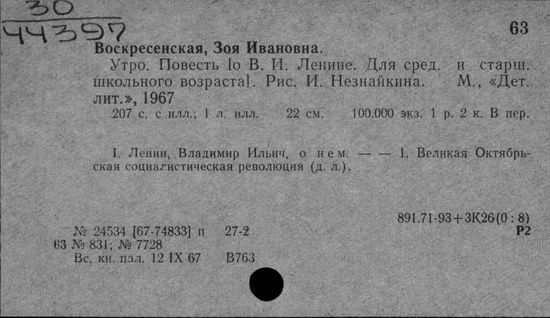 30
44397
63
Воскресенская, Зоя Ивановна.
Утро. Повесть [о В. И. Ленине. Для сред. и старш.
школьного возраста]. Рис. И. Незнайкина. М., «Дет.
лит.», 1967
207 с. с илл.; 1 л. илл. 22 см. 100.000 экз. 1 р. 2 к. В пер.
I. Ленин, Владимир Ильич, о нем. — — 1. Великая Октябрь-
ская социалистическая революция (д. л.).
891.71-93+3К26(0:8)
Р2
№ 24534 [67-74833] п 27-2
63 № 831; № 7728
Вс. кн. пал. 12 IX 67 В763